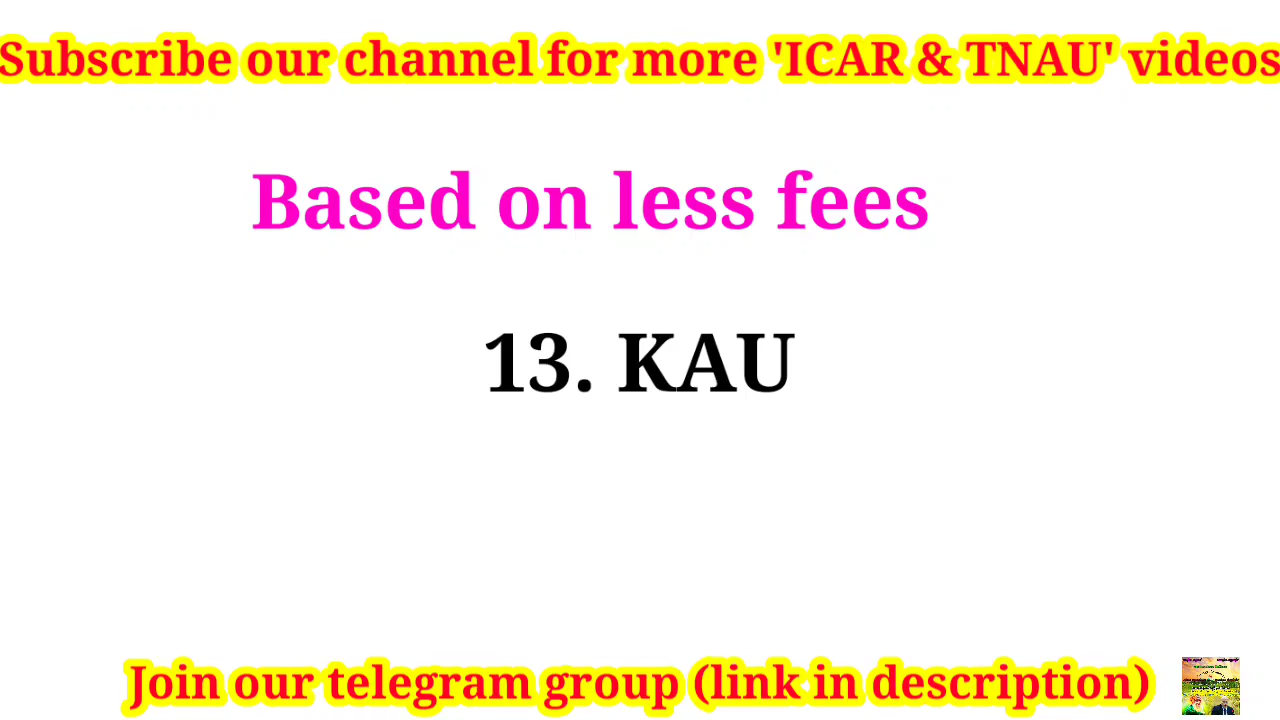 Subscribe our channel for more 'ICAR & TNAU' videos
Based on less fees
13. KAU
Join our telegram group (link in description)